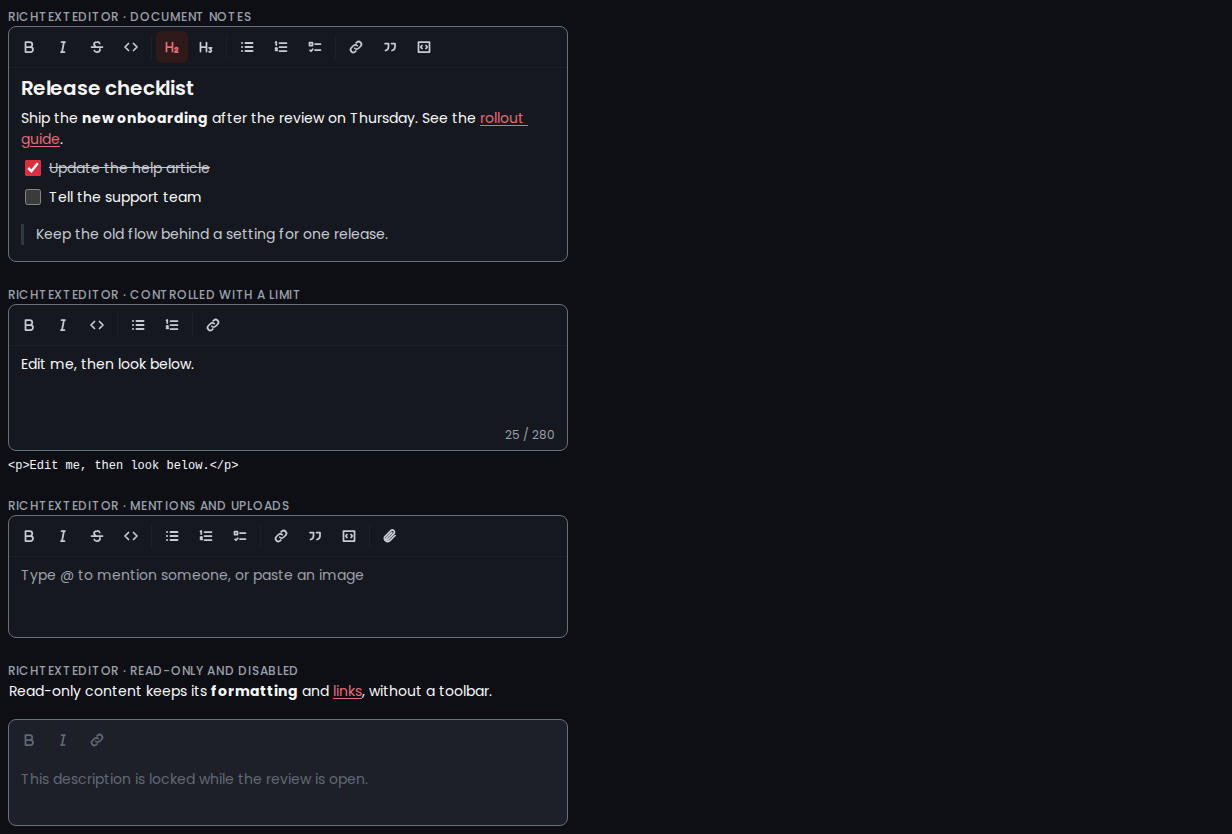 RICHTEXTEDITOR · DOCUMENT NOTES
B I S <> H2 H3
Release checklist
Ship the new onboarding after the review on Thursday. See the rollout
guide.
Update the help article
Tell the support team
Keep the old flow behind a setting for one release.
RICHTEXTEDITOR · CONTROLLED WITH A LIMIT
B I <>
Edit me, then look below.
25 / 280
<p>Edit me, then look below.</p>
RICHTEXTEDITOR · MENTIONS AND UPLOADS
B I S <>
Type @ to mention someone, or paste an image
RICHTEXTEDITOR · READ-ONLY AND DISABLED
Read-only content keeps its formatting and links, without a toolbar.
B I
This description is locked while the review is open.